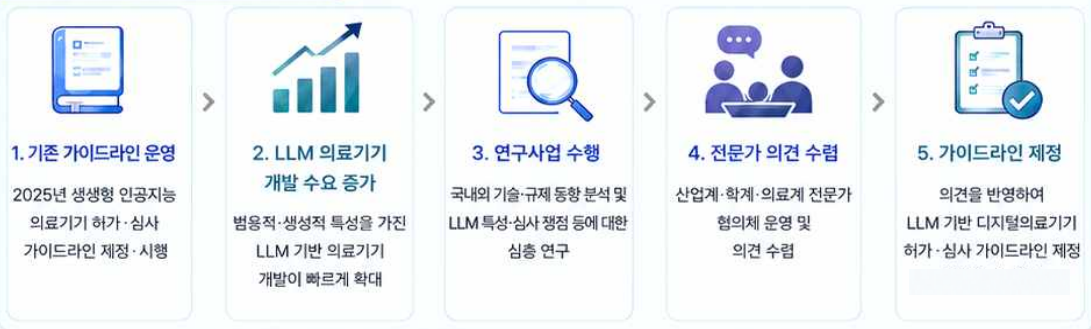 1. 기존 가이드라인 운영
2025년 생생형 인공지능
의료기기 허가·심사
가이드라인 제정·시행
2. LLM 의료기기
개발 수요 증가
범용적·생성적 특성을 가진
LLM 기반 의료기기
개발이 빠르게 확대
3. 연구사업 수행
국내외 기술·규제 동향 분석 및
LLM 특성·심사 쟁점 등에 대한
심층 연구
4. 전문가 의견 수렴
산업계·학계·의료계 전문가
협의체 운영 및
의견 수렴
5. 가이드라인 제정
의견을 반영하여
LLM 기반 디지털의료기기
허가·심사 가이드라인 제정